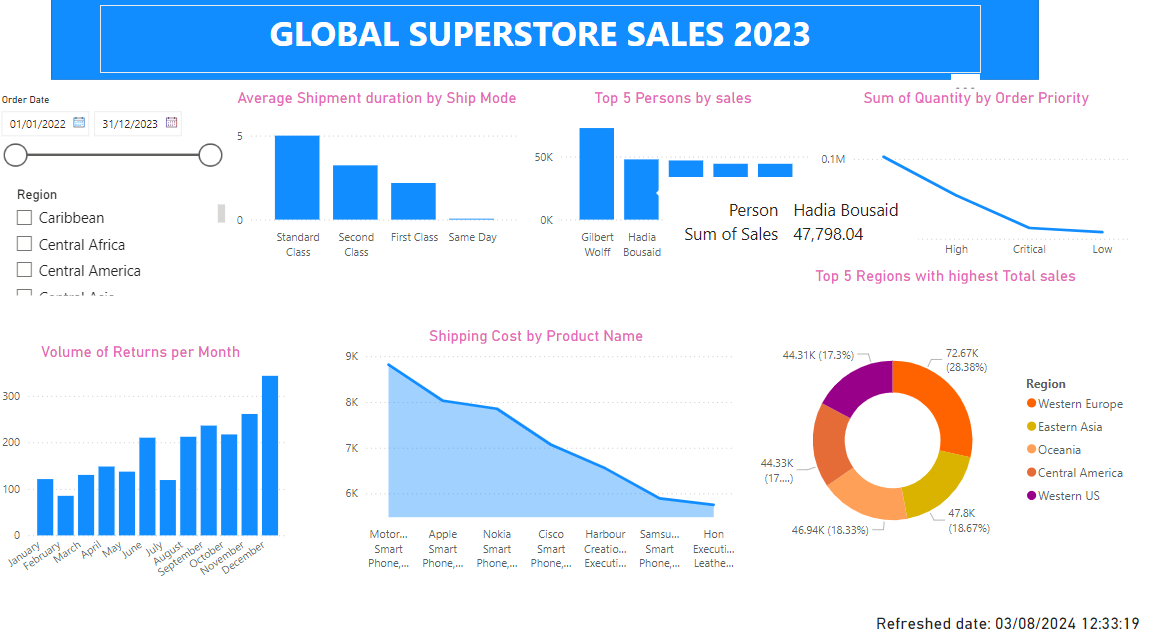 GLOBAL SUPERSTORE SALES 2023
Order Date
01/01/2022
31/12/2023
Region
Caribbean
Central Africa
Central America
Average Shipment duration by Ship Mode
5
0
Standard
Class
Second
Class
First Class
Same Day
Top 5 Persons by sales
50K
0K
Gilbert
Wolff
Hadia
Bousaid
Person Hadia Bousaid
Sum of Sales 47,798.04
Sum of Quantity by Order Priority
0.1M
High
Critical
Low
Volume of Returns per Month
300
200
100
0
January
February
March
April
May
June
July
August
September
October
November
December
Shipping Cost by Product Name
9K
8K
7K
6K
Motor...
Smart
Phone,...
Apple
Smart
Phone,...
Nokia
Smart
Phone,...
Cisco
Smart
Phone,...
Harbour
Creatio...
Executi...
Samsu...
Smart
Phone,...
Hon
Executi...
Leathe...
Top 5 Regions with highest Total sales
72.67K
(28.38%)
47.8K
(18.67%)
46.94K (18.33%)
44.33K
(17....)
44.31K (17.3%)
Region
Western Europe
Eastern Asia
Oceania
Central America
Western US
Refreshed date: 03/08/2024 12:33:19